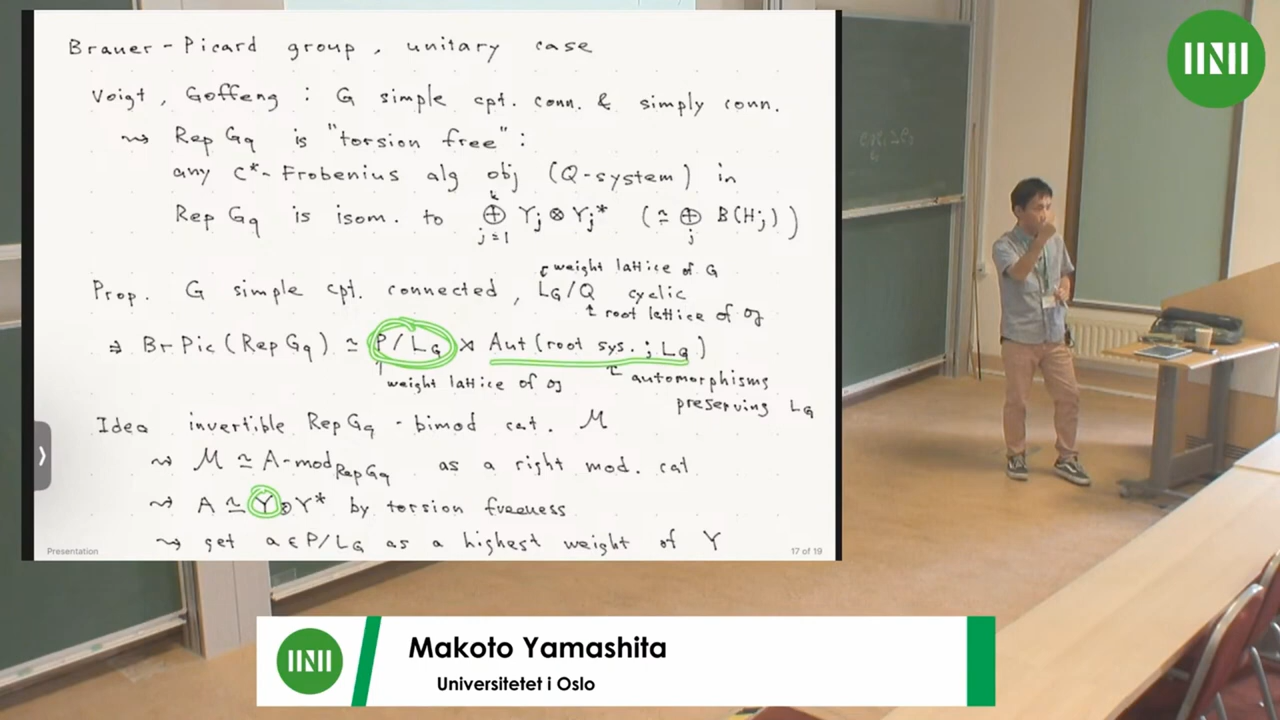 Brauer-Picard group, unitary case
Voigt, Goffeng : G simple cpt. conn. & simply conn.
⇝ Rep Gq is "torsion free" :
any C*-Frobenius alg obj (Q-system) in
Rep Gq is isom. to ⊕_{j=1}^{k} Yj ⊗ Yj* (≃ ⊕_j B(Hj))
weight lattice of G
Prop. G simple cpt. connected, LG/Q cyclic
↑ root lattice of 𝔤
⇒ BrPic(Rep Gq) ≃ P/LG ⋊ Aut(root sys. ; LG)
weight lattice of 𝔤
automorphisms
preserving LG
Idea invertible Rep Gq - bimod cat. M
⇝ M ≃ A-mod Rep Gq as a right mod. cat
⇝ A ≃ Y⊗Y* by torsion freeness
⇝ get a ∈ P/LG as a highest weight of Y
Presentation
17 of 19
Makoto Yamashita
Universitetet i Oslo